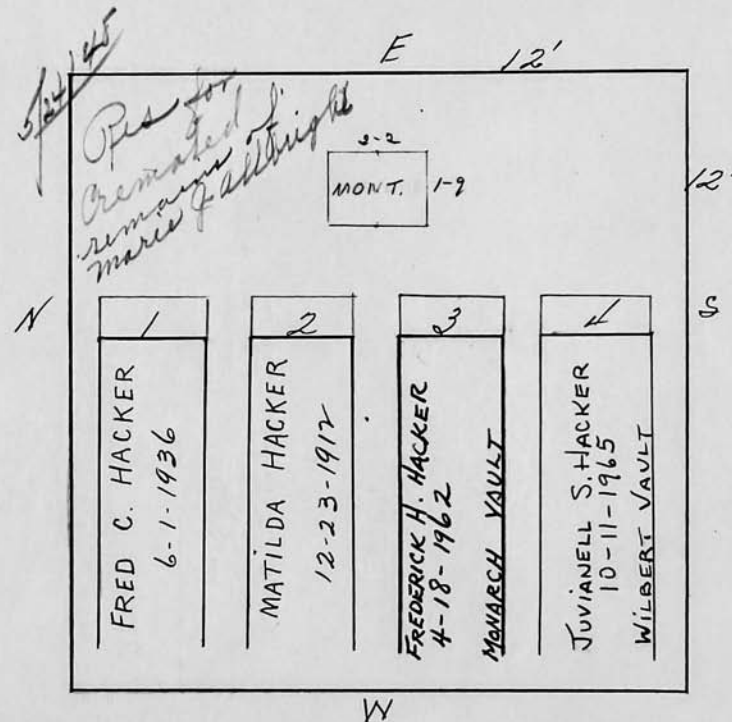 5/24/45
E 12'
Res for
Cremated
remains of
Marie J. Allbright
3-2
MONT. 1-9
12'
N
S
1
2
3
4
FRED C. HACKER
6-1-1936
MATILDA HACKER
12-23-1912
FREDERICK H. HACKER
4-18-1962
MONARCH VAULT
JUVIANELL S. HACKER
10-11-1965
WILBERT VAULT
W